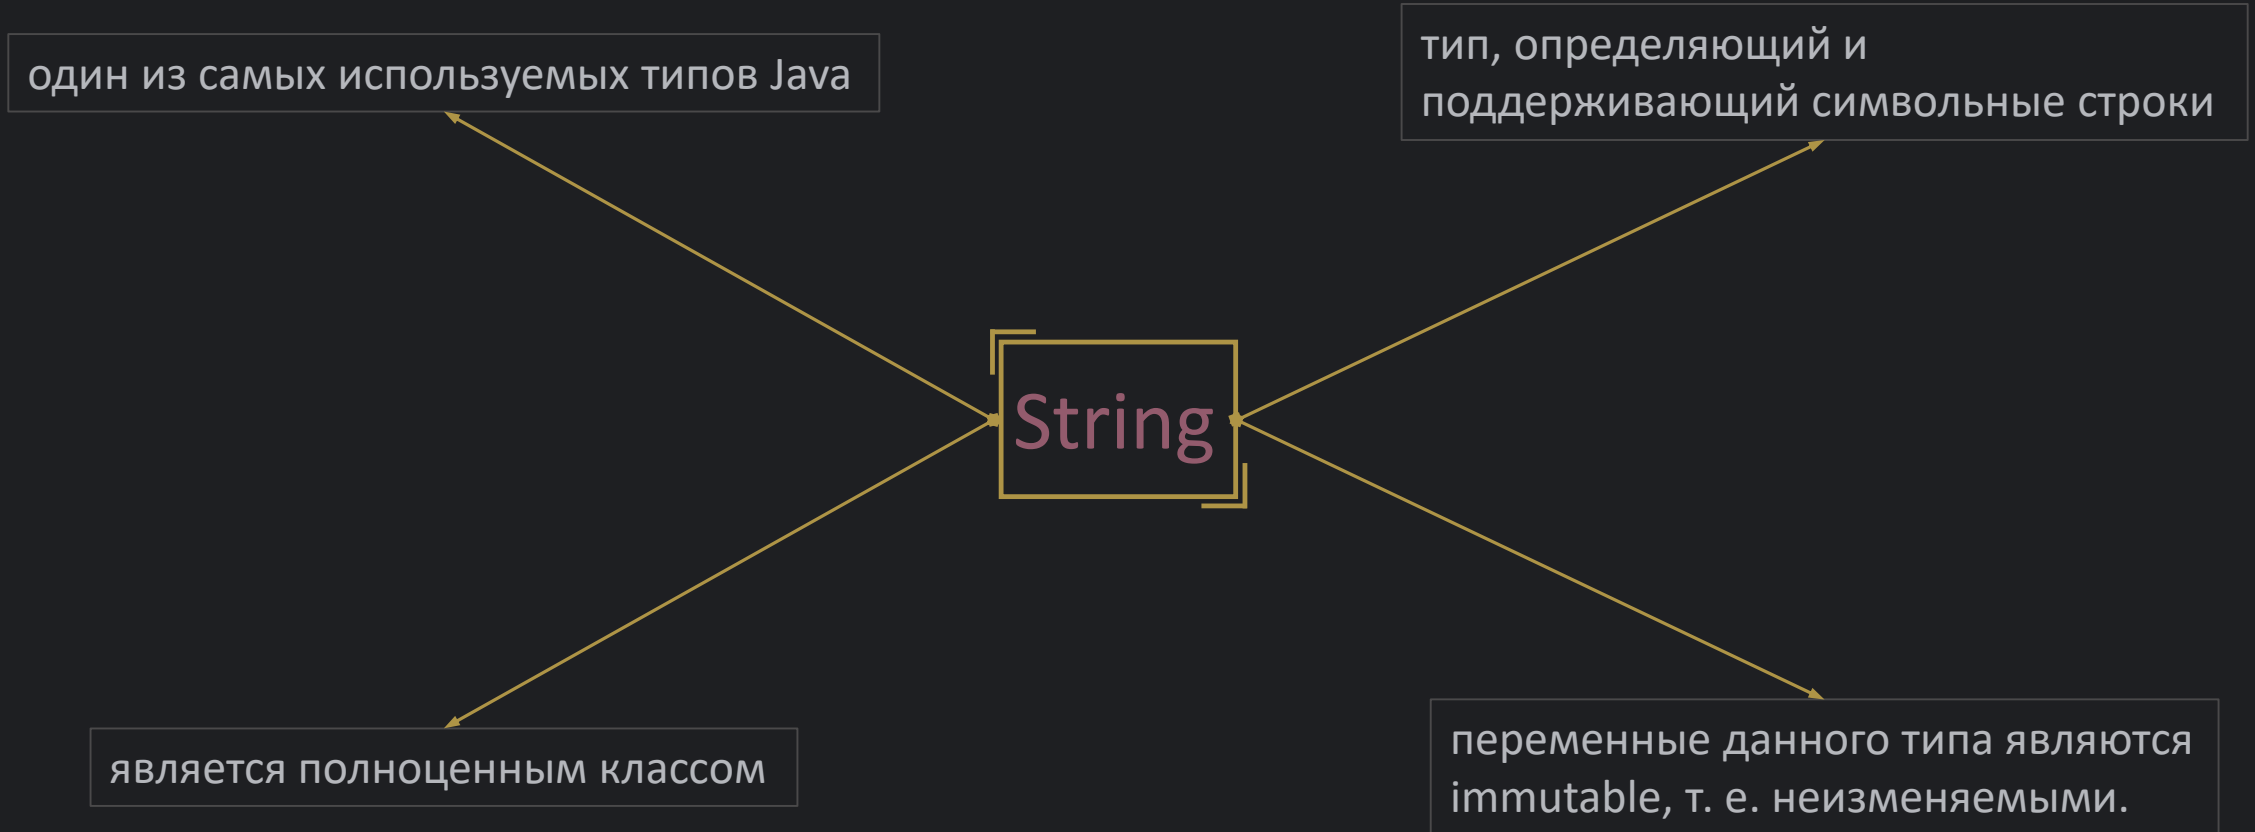 один из самых используемых типов Java
тип, определяющий и
поддерживающий символьные строки
String
является полноценным классом
переменные данного типа являются
immutable, т. е. неизменяемыми.